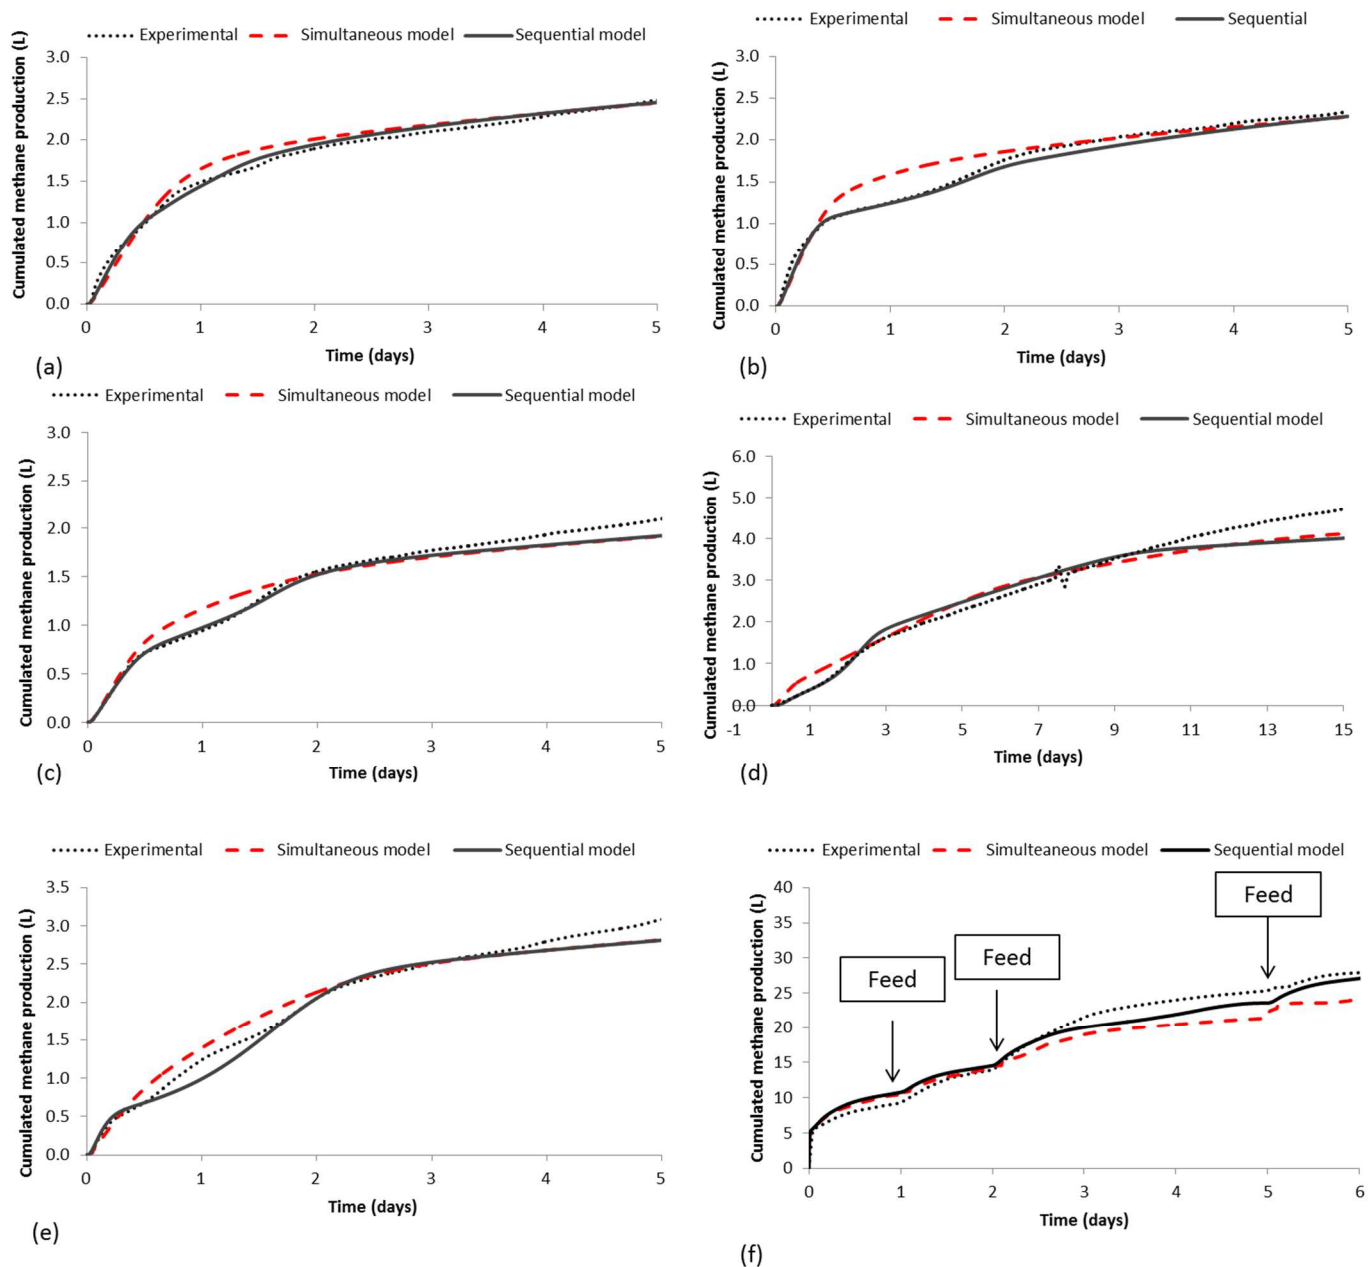 Experimental Simultaneous model Sequential model
Cumulated methane production (L)
3.0
2.5
2.0
1.5
1.0
0.5
0.0
0 1 2 3 4 5
Time (days)
(a)
Experimental Simultaneous model Sequential
Cumulated methane production (L)
3.0
2.5
2.0
1.5
1.0
0.5
0.0
0 1 2 3 4 5
Time (days)
(b)
Experimental Simultaneous model Sequential model
Cumulated methane production (L)
3.0
2.5
2.0
1.5
1.0
0.5
0.0
0 1 2 3 4 5
Time (days)
(c)
Experimental Simultaneous model Sequential model
Cumulated methane production (L)
6.0
5.0
4.0
3.0
2.0
1.0
0.0
-1 1 3 5 7 9 11 13 15
Time (days)
(d)
Experimental Simultaneous model Sequential model
Cumulated methane production (L)
3.5
3.0
2.5
2.0
1.5
1.0
0.5
0.0
0 1 2 3 4 5
Time (days)
(e)
Experimental Simulteaneous model Sequential model
Cumulated methane production (L)
40
35
30
25
20
15
10
5
0
Feed
Feed
Feed
0 1 2 3 4 5 6
Time (days)
(f)